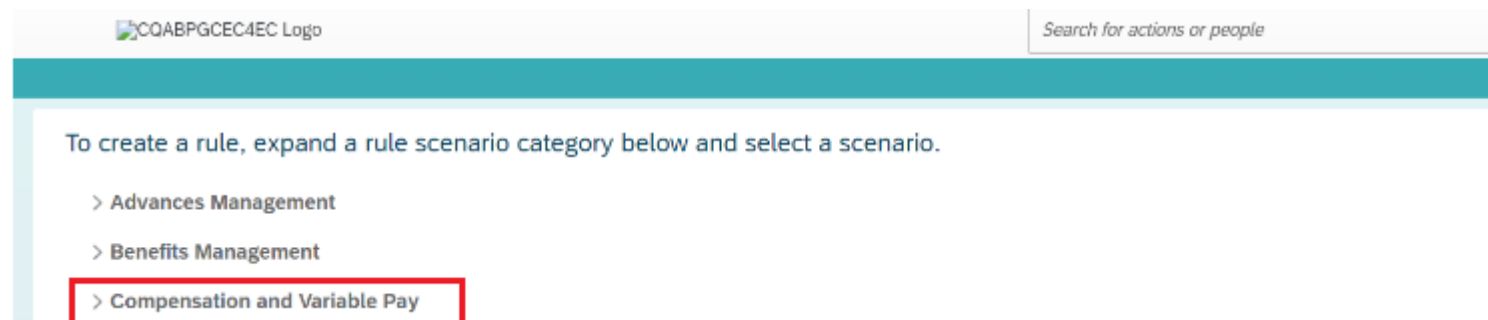 CQABPGCEC4EC Logo
Search for actions or people
To create a rule, expand a rule scenario category below and select a scenario.
> Advances Management
> Benefits Management
> Compensation and Variable Pay